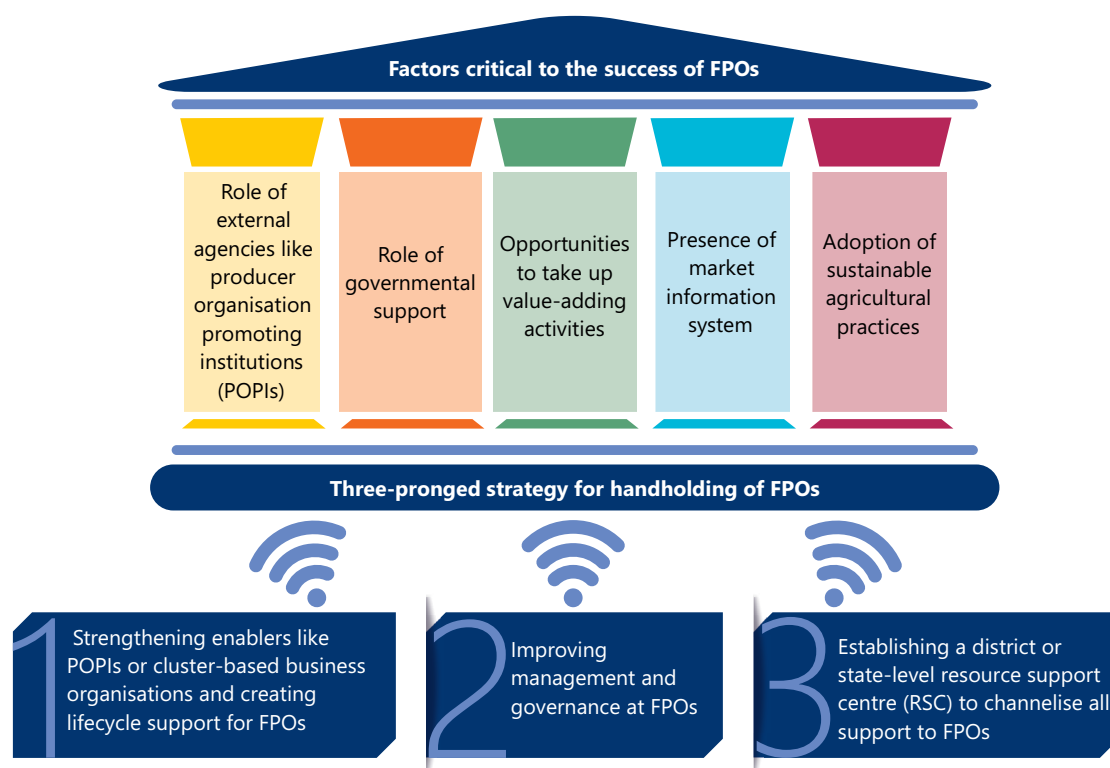 Factors critical to the success of FPOs
Role of
external
agencies like
producer
organisation
promoting
institutions
(POPIs)
Role of
governmental
support
Opportunities
to take up
value-adding
activities
Presence of
market
information
system
Adoption of
sustainable
agricultural
practices
Three-pronged strategy for handholding of FPOs
1
Strengthening enablers like
POPIs or cluster-based business
organisations and creating
lifecycle support for FPOs
2
Improving
management and
governance at FPOs
3
Establishing a district or
state-level resource support
centre (RSC) to channelise all
support to FPOs